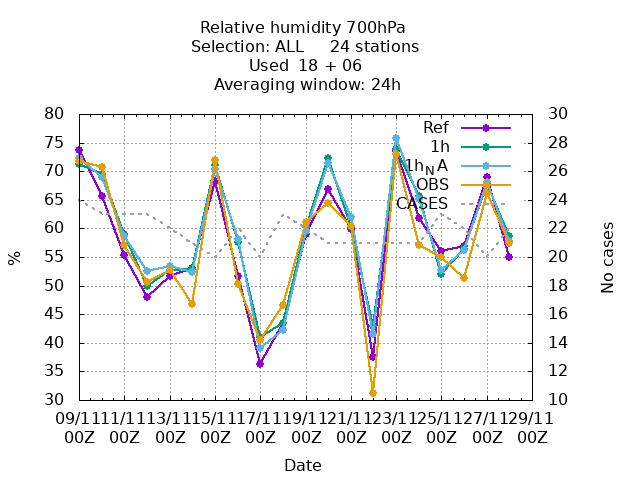 Relative humidity 700hPa
Selection: ALL 24 stations
Used 18 + 06
Averaging window: 24h
80 30
75 28
70 26
65 24
60 22
55 20
50 18
45 16
40 14
35 12
30 10
Ref
1h
1h_NA
OBS
CASES
%
No cases
09/11 11/11 13/11 15/11 17/11 19/11 21/11 23/11 25/11 27/11 29/11
00Z 00Z 00Z 00Z 00Z 00Z 00Z 00Z 00Z 00Z 00Z
Date